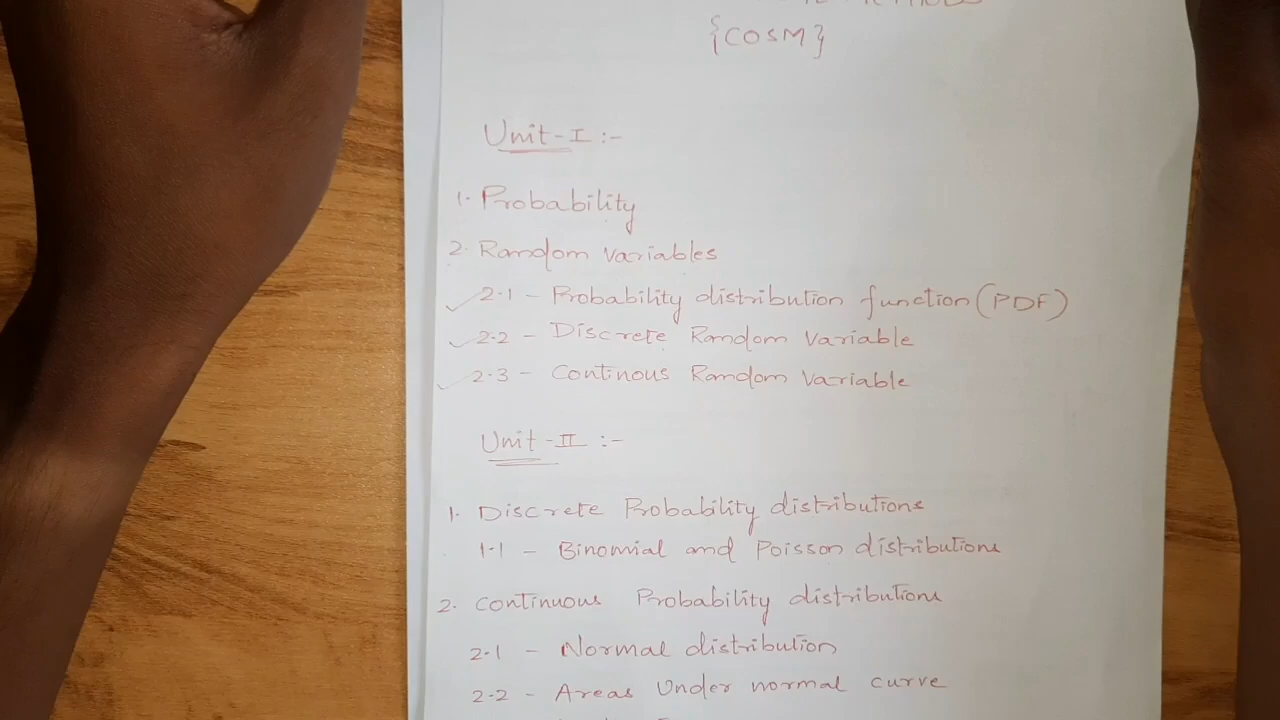 {COSM}
Unit-I :-
1. Probability
2. Random Variables
2.1 - Probability distribution function (PDF)
2.2 - Discrete Random Variable
2.3 - Continous Random Variable
Unit-II :-
1. Discrete Probability distributions
1.1 - Binomial and Poisson distributions
2. Continuous Probability distributions
2.1 - Normal distribution
2.2 - Areas Under normal curve